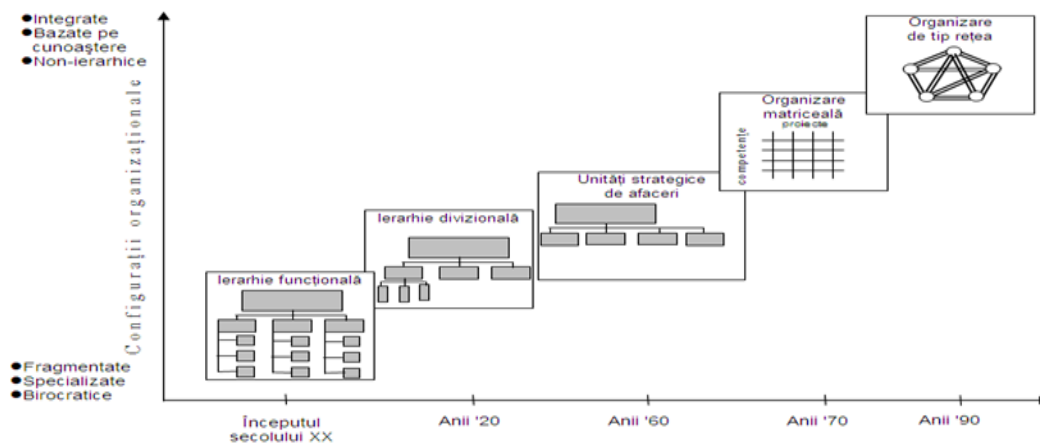 ●Integrate
●Bazate pe
cunoaştere
●Non-ierarhice
Configuraţii organizaţionale
●Fragmentate
●Specializate
●Birocratice
Ierarhie funcţională
Ierarhie divizională
Unităţi strategice
de afaceri
Organizare
matriceală
proiecte
competenţe
Organizare
de tip reţea
Începutul
secolului XX
Anii '20
Anii '60
Anii '70
Anii '90